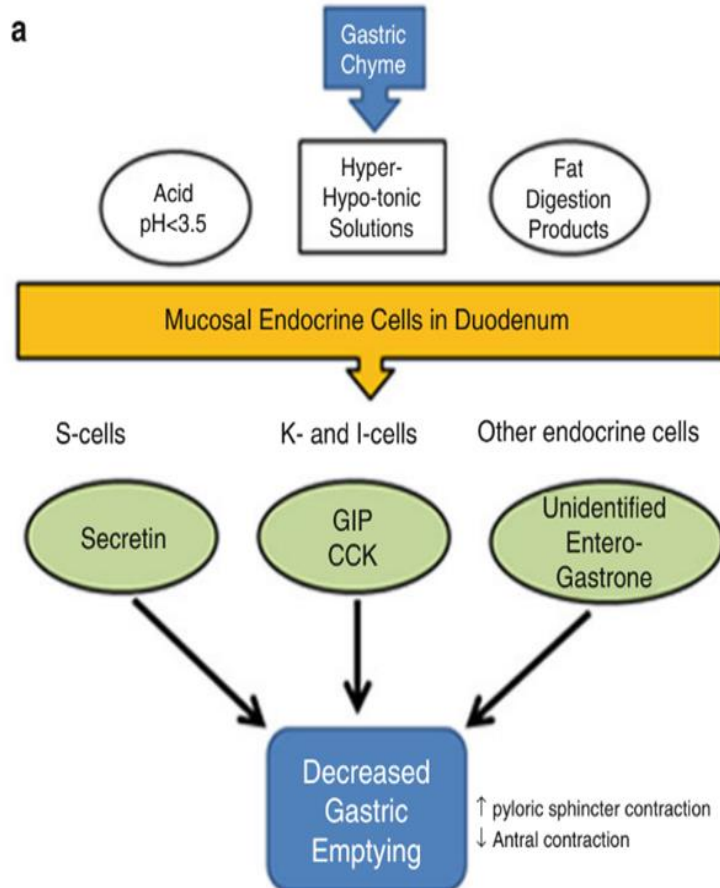 a
Gastric
Chyme
Acid
pH<3.5
Hyper-
Hypo-tonic
Solutions
Fat
Digestion
Products
Mucosal Endocrine Cells in Duodenum
S-cells
K- and I-cells
Other endocrine cells
Secretin
GIP
CCK
Unidentified
Entero-
Gastrone
Decreased
Gastric
Emptying
↑ pyloric sphincter contraction
↓ Antral contraction